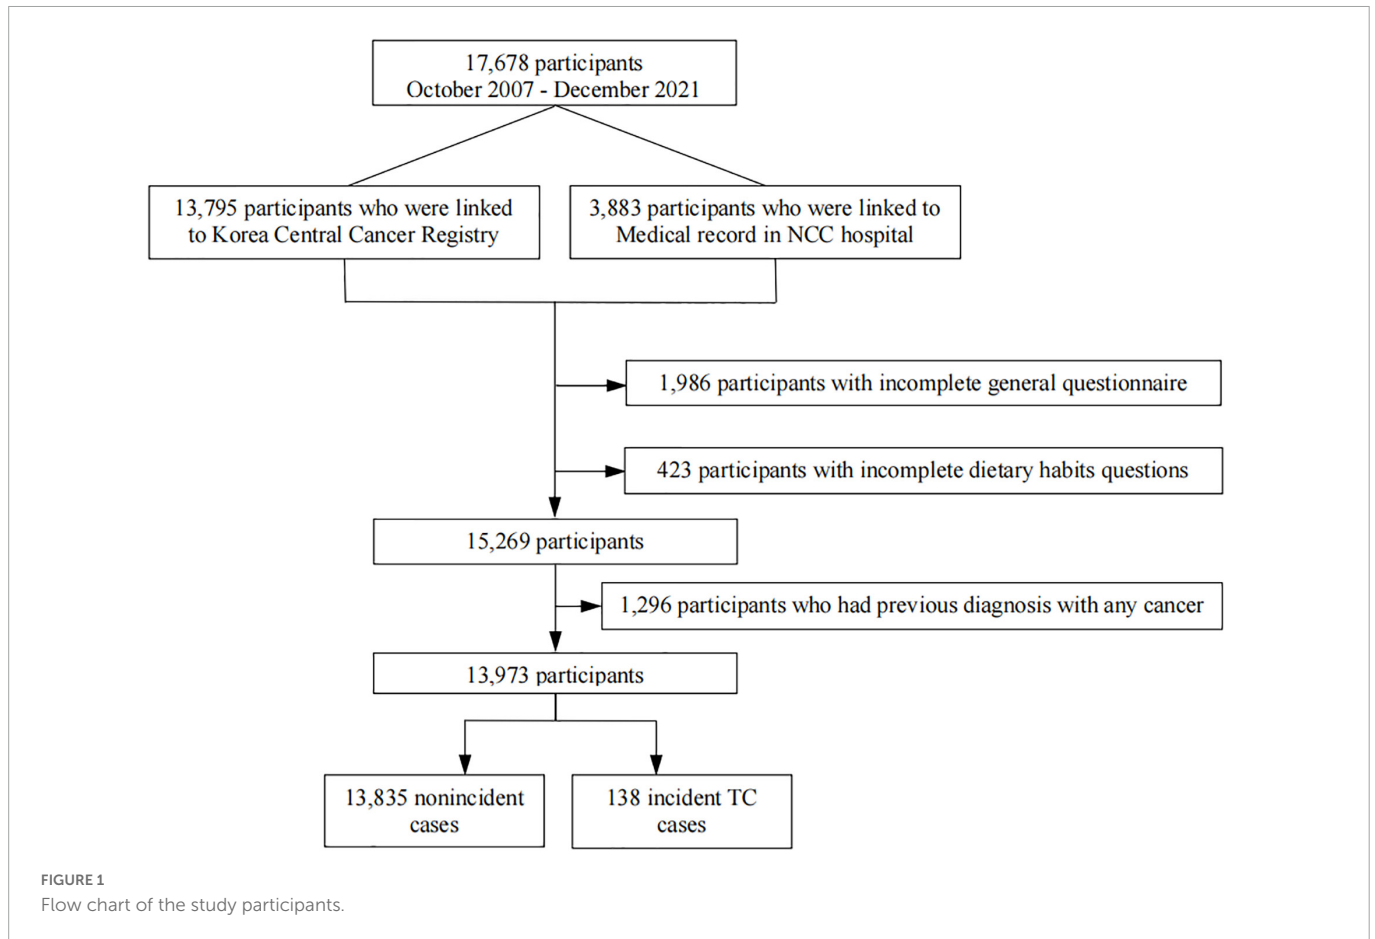 17,678 participants
October 2007 - December 2021
13,795 participants who were linked
to Korea Central Cancer Registry
3,883 participants who were linked to
Medical record in NCC hospital
1,986 participants with incomplete general questionnaire
423 participants with incomplete dietary habits questions
15,269 participants
1,296 participants who had previous diagnosis with any cancer
13,973 participants
13,835 nonincident
cases
138 incident TC
cases
FIGURE 1
Flow chart of the study participants.